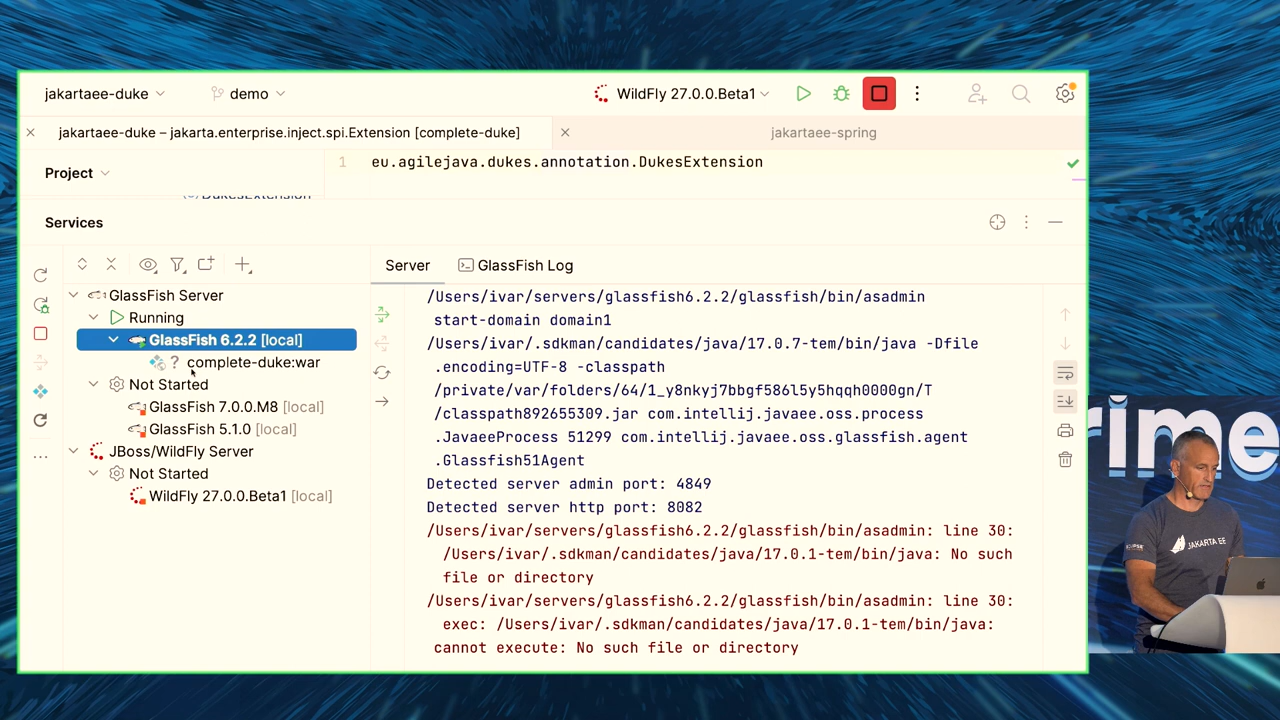 jakartaee-duke
demo
WildFly 27.0.0.Beta1
jakartaee-duke – jakarta.enterprise.inject.spi.Extension [complete-duke]
jakartaee-spring
Project
1 eu.agilejava.dukes.annotation.DukesExtension
DukesExtension
Services
Server
GlassFish Log
GlassFish Server
Running
GlassFish 6.2.2 [local]
? complete-duke:war
Not Started
GlassFish 7.0.0.M8 [local]
GlassFish 5.1.0 [local]
JBoss/WildFly Server
Not Started
WildFly 27.0.0.Beta1 [local]
/Users/ivar/servers/glassfish6.2.2/glassfish/bin/asadmin
start-domain domain1
/Users/ivar/.sdkman/candidates/java/17.0.7-tem/bin/java -Dfile
.encoding=UTF-8 -classpath
/private/var/folders/64/1_y8nkyj7bbgf586l5y5hqqh0000gn/T
/classpath892655309.jar com.intellij.javaee.oss.process
.JavaeeProcess 51299 com.intellij.javaee.oss.glassfish.agent
.Glassfish51Agent
Detected server admin port: 4849
Detected server http port: 8082
/Users/ivar/servers/glassfish6.2.2/glassfish/bin/asadmin: line 30:
/Users/ivar/.sdkman/candidates/java/17.0.1-tem/bin/java: No such
file or directory
/Users/ivar/servers/glassfish6.2.2/glassfish/bin/asadmin: line 30:
exec: /Users/ivar/.sdkman/candidates/java/17.0.1-tem/bin/java:
cannot execute: No such file or directory
rime
JAKARTA EE